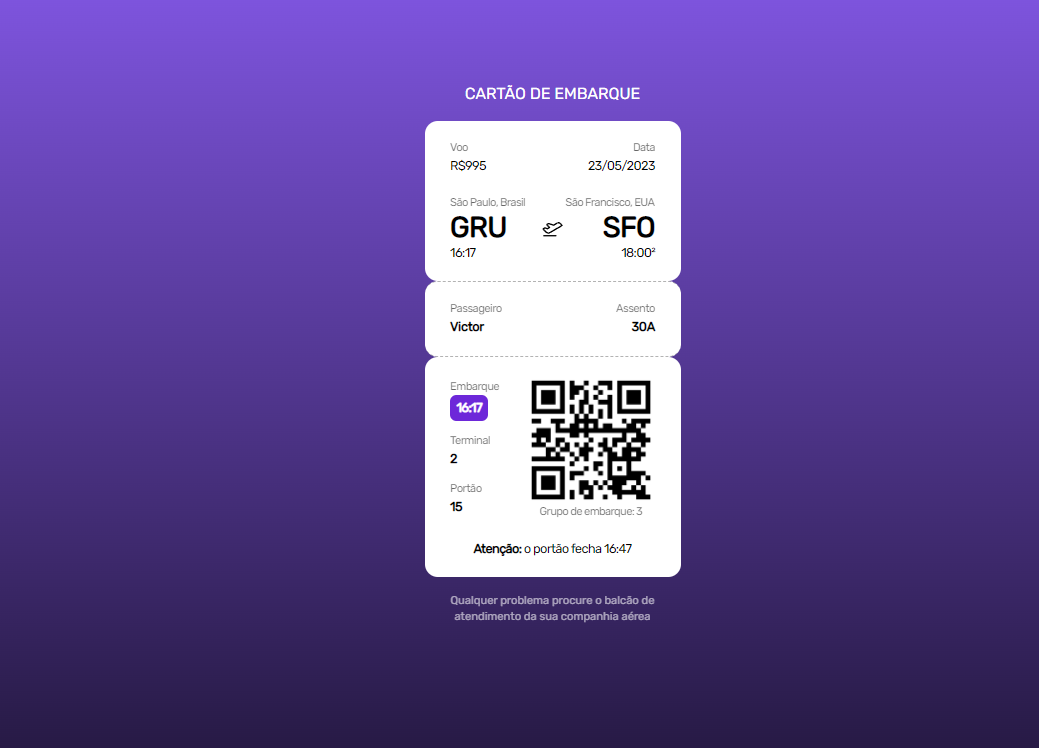 CARTÃO DE EMBARQUE
Voo Data
R$995 23/05/2023
São Paulo, Brasil São Francisco, EUA
GRU SFO
16:17 18:00²
Passageiro Assento
Victor 30A
Embarque
16:17
Terminal
2
Portão
15
Grupo de embarque: 3
Atenção: o portão fecha 16:47
Qualquer problema procure o balcão de
atendimento da sua companhia aérea